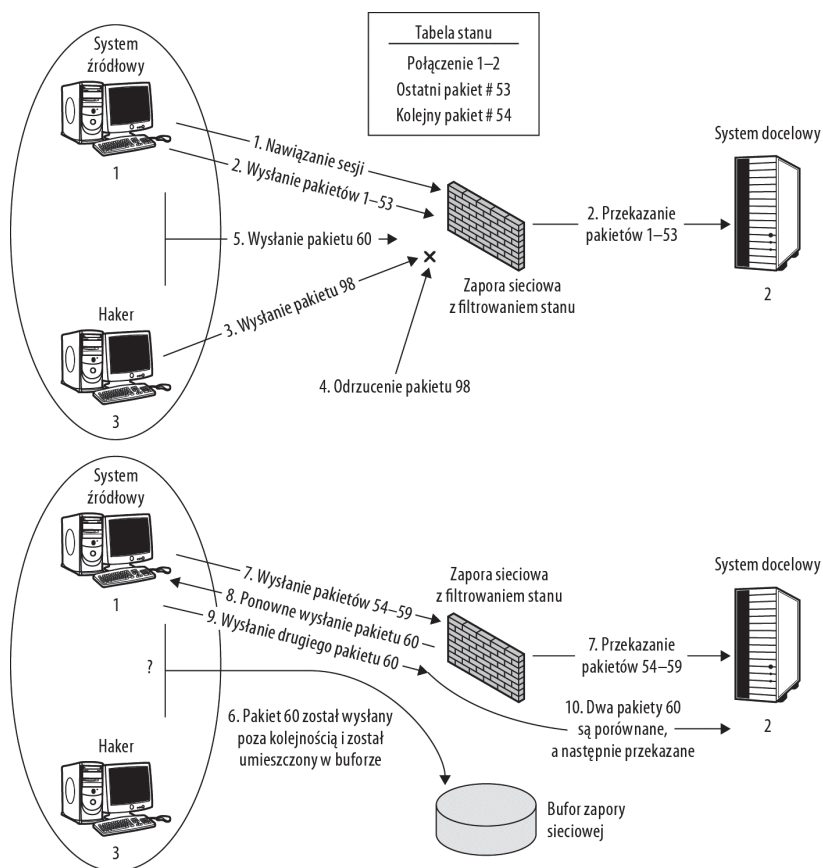 Tabela stanu
Połączenie 1–2
Ostatni pakiet # 53
Kolejny pakiet # 54
System
źródłowy
1
1. Nawiązanie sesji
2. Wysłanie pakietów 1–53
5. Wysłanie pakietu 60
Haker
3
3. Wysłanie pakietu 98
4. Odrzucenie pakietu 98
Zapora sieciowa
z filtrowaniem stanu
2. Przekazanie
pakietów 1–53
System docelowy
2
System
źródłowy
1
7. Wysłanie pakietów 54–59
8. Ponowne wysłanie pakietu 60
9. Wysłanie drugiego pakietu 60
Zapora sieciowa
z filtrowaniem stanu
7. Przekazanie
pakietów 54–59
System docelowy
2
?
6. Pakiet 60 został wysłany
poza kolejnością i został
umieszczony w buforze
10. Dwa pakiety 60
są porównane,
a następnie przekazane
Haker
3
Bufor zapory
sieciowej